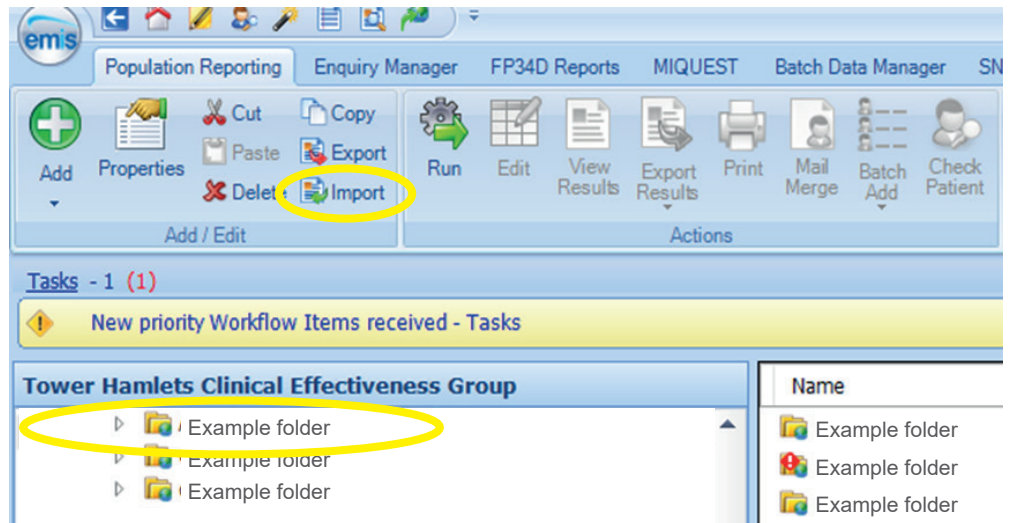 emis
Population Reporting Enquiry Manager FP34D Reports MIQUEST Batch Data Manager SN
Add
Properties
Cut
Paste
Delete
Copy
Export
Import
Add / Edit
Run
Edit
View
Results
Export
Results
Print
Mail
Merge
Batch
Add
Check
Patient
Actions
Tasks - 1 (1)
New priority Workflow Items received - Tasks
Tower Hamlets Clinical Effectiveness Group
Example folder
Example folder
Example folder
Name
Example folder
Example folder
Example folder